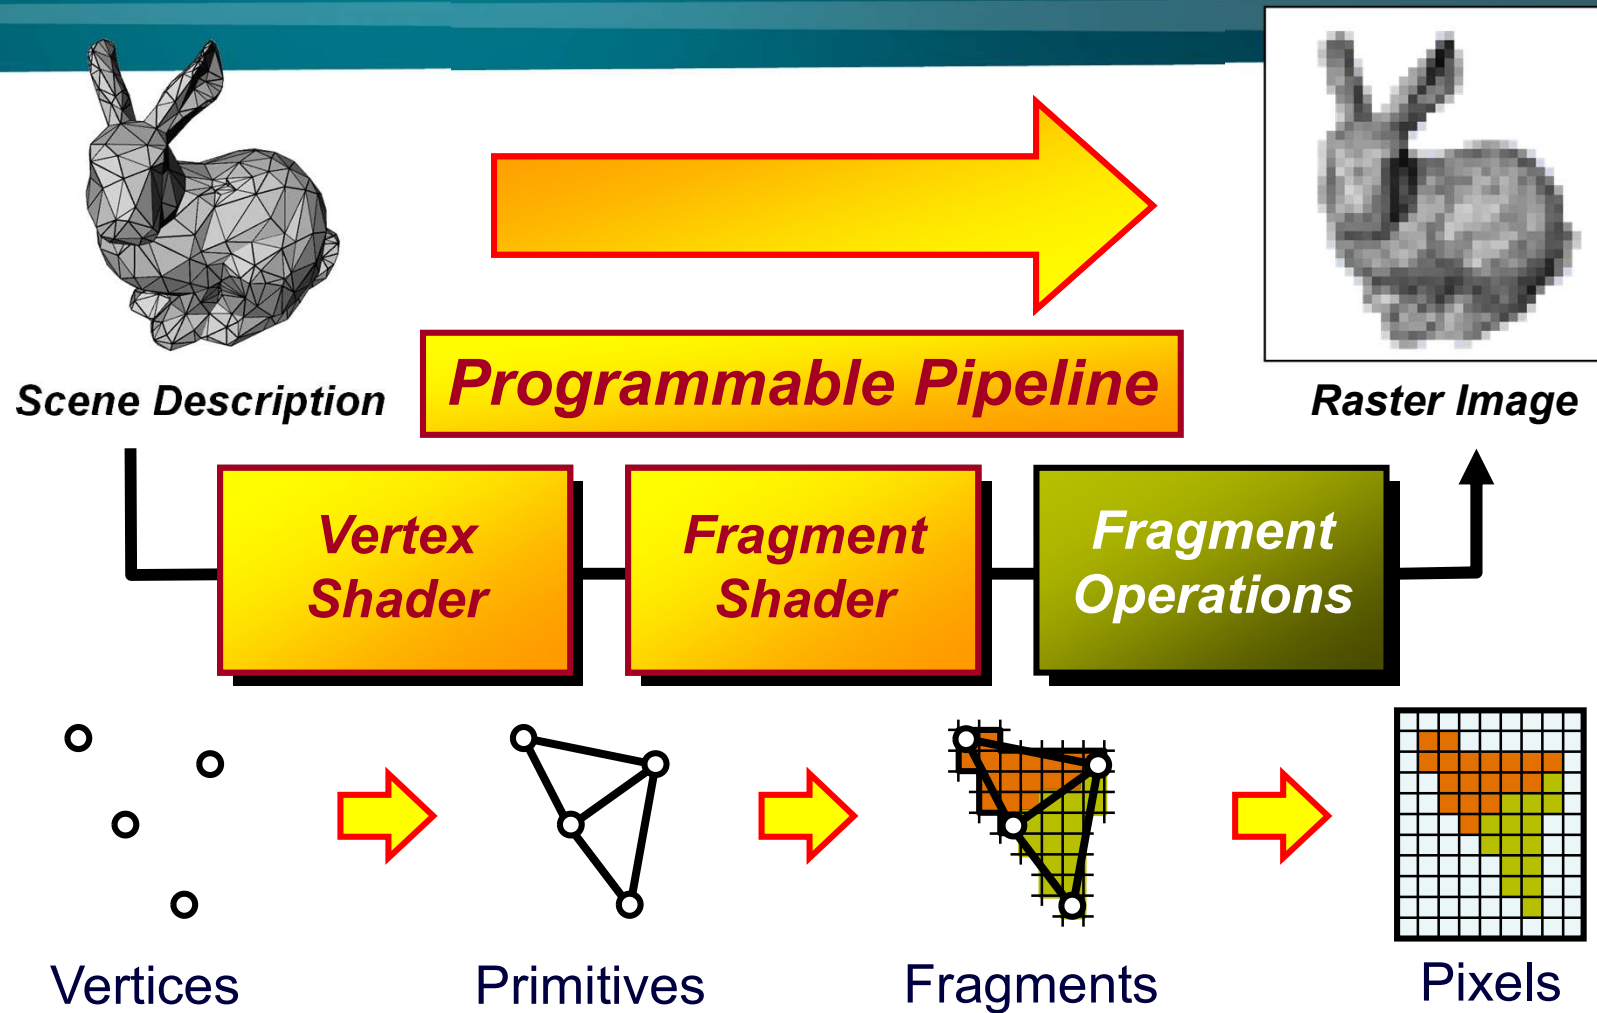 Programmable Pipeline
Scene Description
Raster Image
Vertex
Shader
Fragment
Shader
Fragment
Operations
Vertices
Primitives
Fragments
Pixels